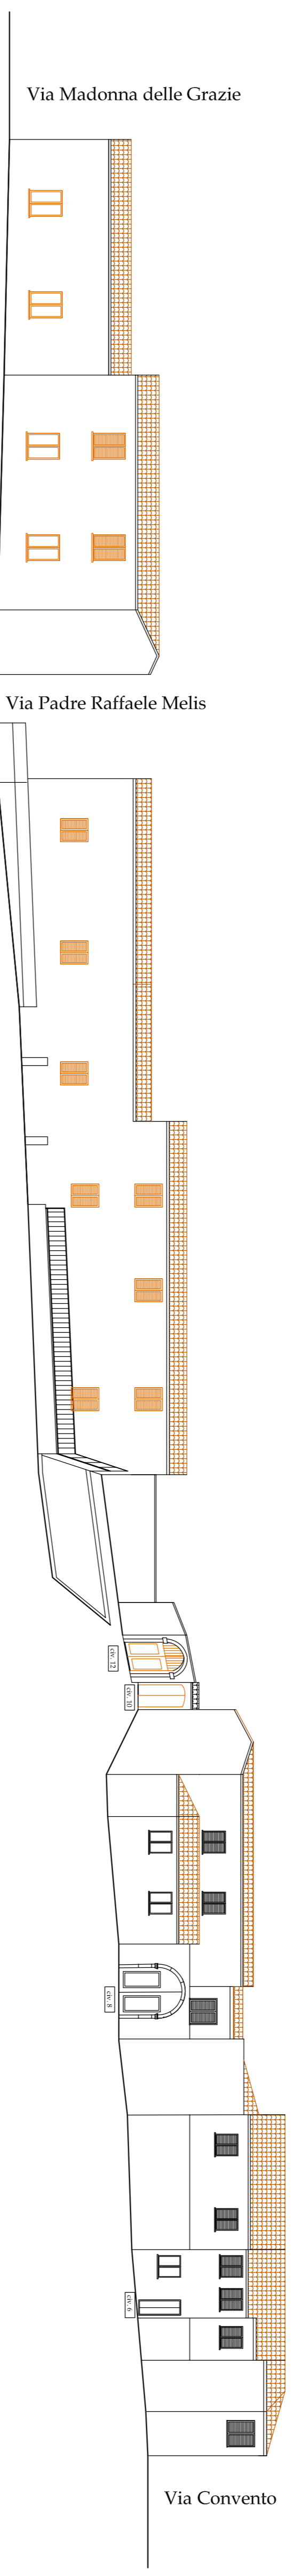 Via Madonna delle Grazie
Via Padre Raffaele Melis
civ. 12
civ. 10
civ. 8
civ. 6
Via Convento